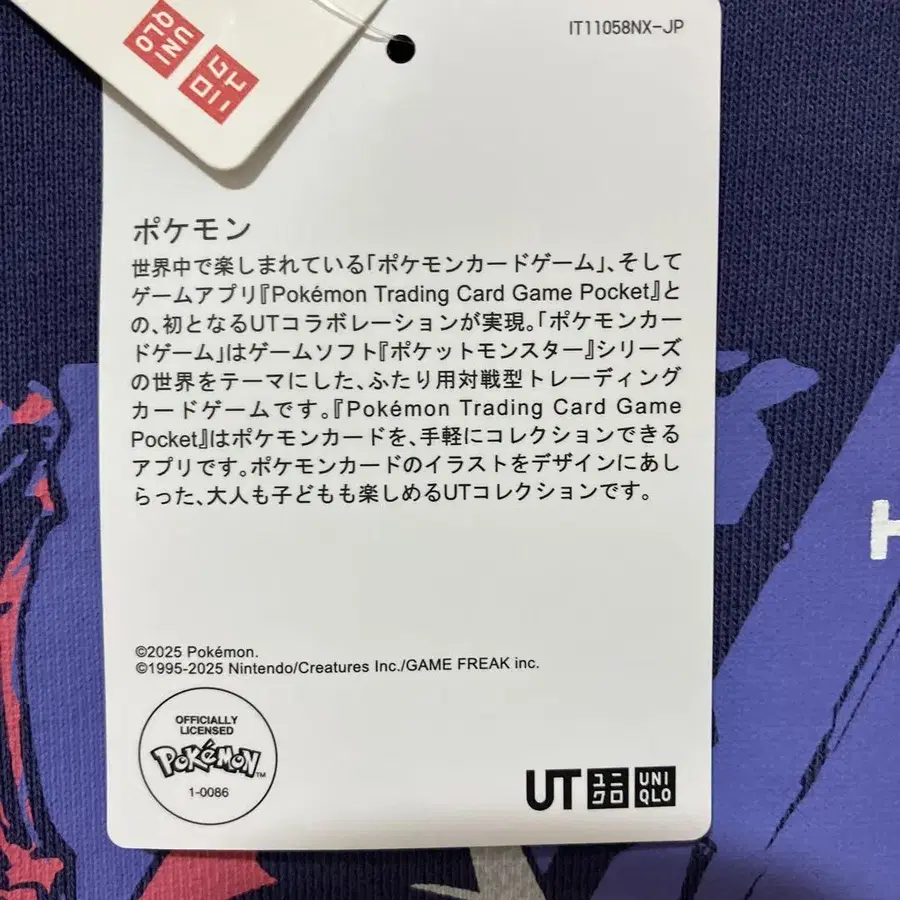 UNI
QLO
ユニ
クロ
IT11058NX-JP
ポケモン
世界中で楽しまれている「ポケモンカードゲーム」、そして
ゲームアプリ『Pokémon Trading Card Game Pocket』と
の、初となるUTコラボレーションが実現。「ポケモンカー
ドゲーム」はゲームソフト『ポケットモンスター』シリーズ
の世界をテーマにした、ふたり用対戦型トレーディング
カードゲームです。『Pokémon Trading Card Game
Pocket』はポケモンカードを、手軽にコレクションできる
アプリです。ポケモンカードのイラストをデザインにあし
らった、大人も子どもも楽しめるUTコレクションです。
H
©2025 Pokémon.
©1995-2025 Nintendo/Creatures Inc./GAME FREAK inc.
OFFICIALLY
LICENSED
POKéMON™
1-0086
UT ユニクロ UNIQLO